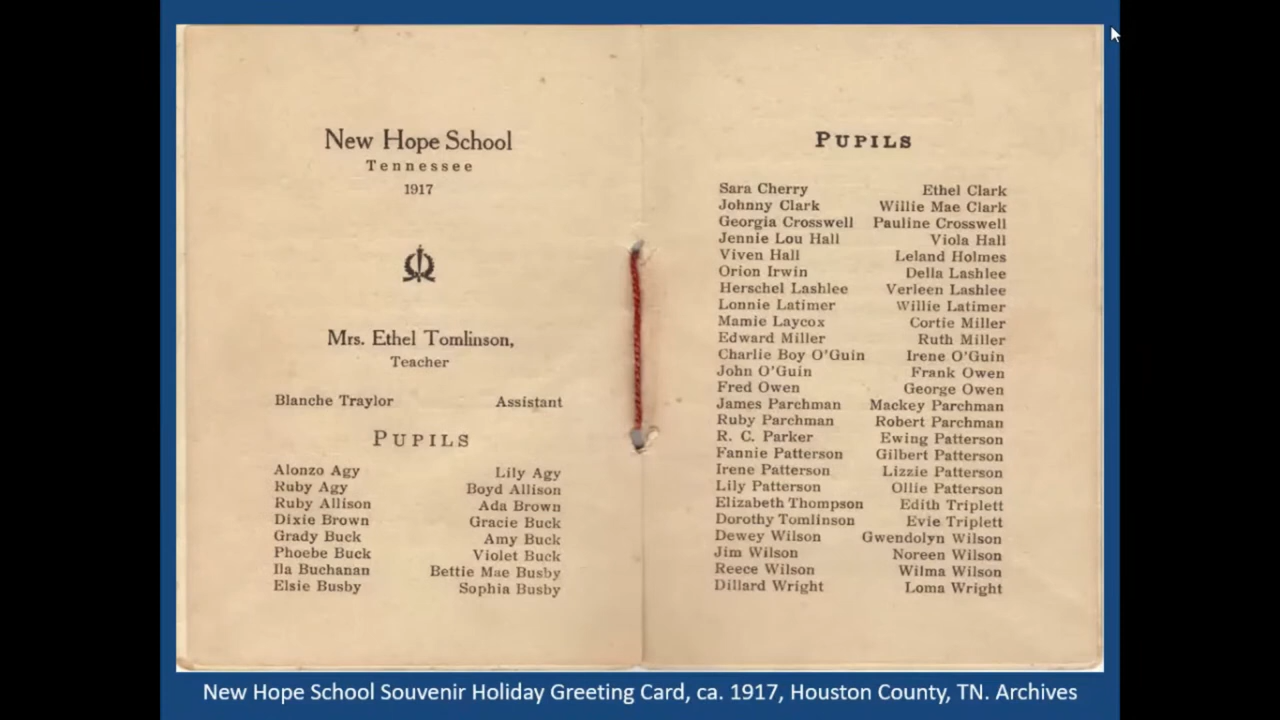 New Hope School
Tennessee
1917
Mrs. Ethel Tomlinson,
Teacher
Blanche Traylor Assistant
PUPILS
Alonzo Agy Lily Agy
Ruby Agy Boyd Allison
Ruby Allison Ada Brown
Dixie Brown Gracie Buck
Grady Buck Amy Buck
Phoebe Buck Violet Buck
Ila Buchanan Bettie Mae Busby
Elsie Busby Sophia Busby
PUPILS
Sara Cherry Ethel Clark
Johnny Clark Willie Mae Clark
Georgia Crosswell Pauline Crosswell
Jennie Lou Hall Viola Hall
Viven Hall Leland Holmes
Orion Irwin Della Lashlee
Herschel Lashlee Verleen Lashlee
Lonnie Latimer Willie Latimer
Mamie Laycox Cortie Miller
Edward Miller Ruth Miller
Charlie Boy O'Guin Irene O'Guin
John O'Guin Frank Owen
Fred Owen George Owen
James Parchman Mackey Parchman
Ruby Parchman Robert Parchman
R. C. Parker Ewing Patterson
Fannie Patterson Gilbert Patterson
Irene Patterson Lizzie Patterson
Lily Patterson Ollie Patterson
Elizabeth Thompson Edith Triplett
Dorothy Tomlinson Evie Triplett
Dewey Wilson Gwendolyn Wilson
Jim Wilson Noreen Wilson
Reece Wilson Wilma Wilson
Dillard Wright Loma Wright
New Hope School Souvenir Holiday Greeting Card, ca. 1917, Houston County, TN. Archives